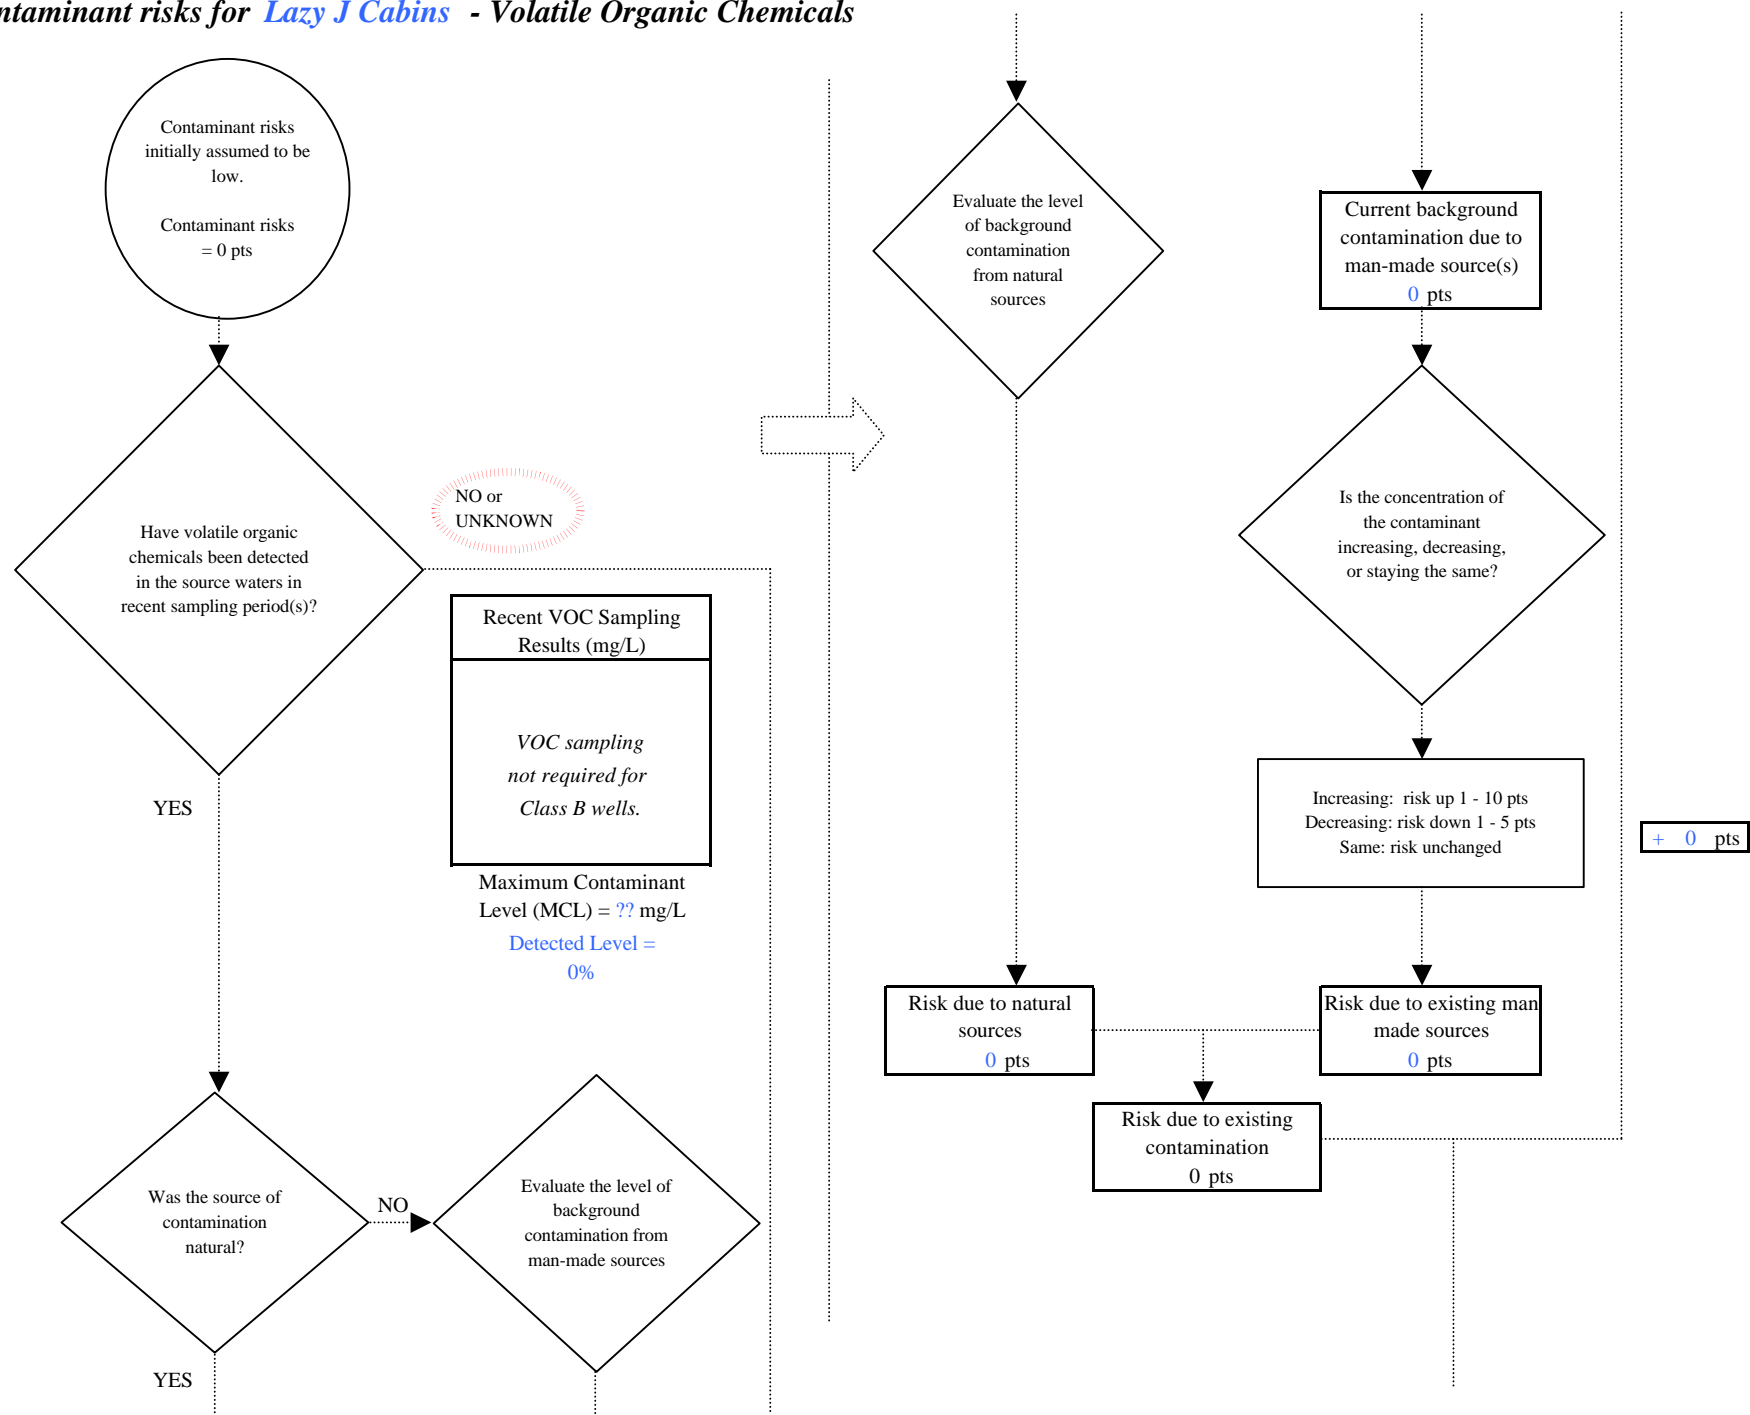 ntaminant risks for Lazy J Cabins - Volatile Organic Chemicals
Contaminant risks
initially assumed to be
low.
Contaminant risks
= 0 pts
Have volatile organic
chemicals been detected
in the source waters in
recent sampling period(s)?
NO or
UNKNOWN
Recent VOC Sampling
Results (mg/L)
VOC sampling
not required for
Class B wells.
Maximum Contaminant
Level (MCL) = ?? mg/L
Detected Level =
0%
YES
Was the source of
contamination
natural?
NO
Evaluate the level of
background
contamination from
man-made sources
YES
Evaluate the level
of background
contamination
from natural
sources
Current background
contamination due to
man-made source(s)
0 pts
Is the concentration of
the contaminant
increasing, decreasing,
or staying the same?
Increasing: risk up 1 - 10 pts
Decreasing: risk down 1 - 5 pts
Same: risk unchanged
+ 0 pts
Risk due to natural
sources
0 pts
Risk due to existing man
made sources
0 pts
Risk due to existing
contamination
0 pts